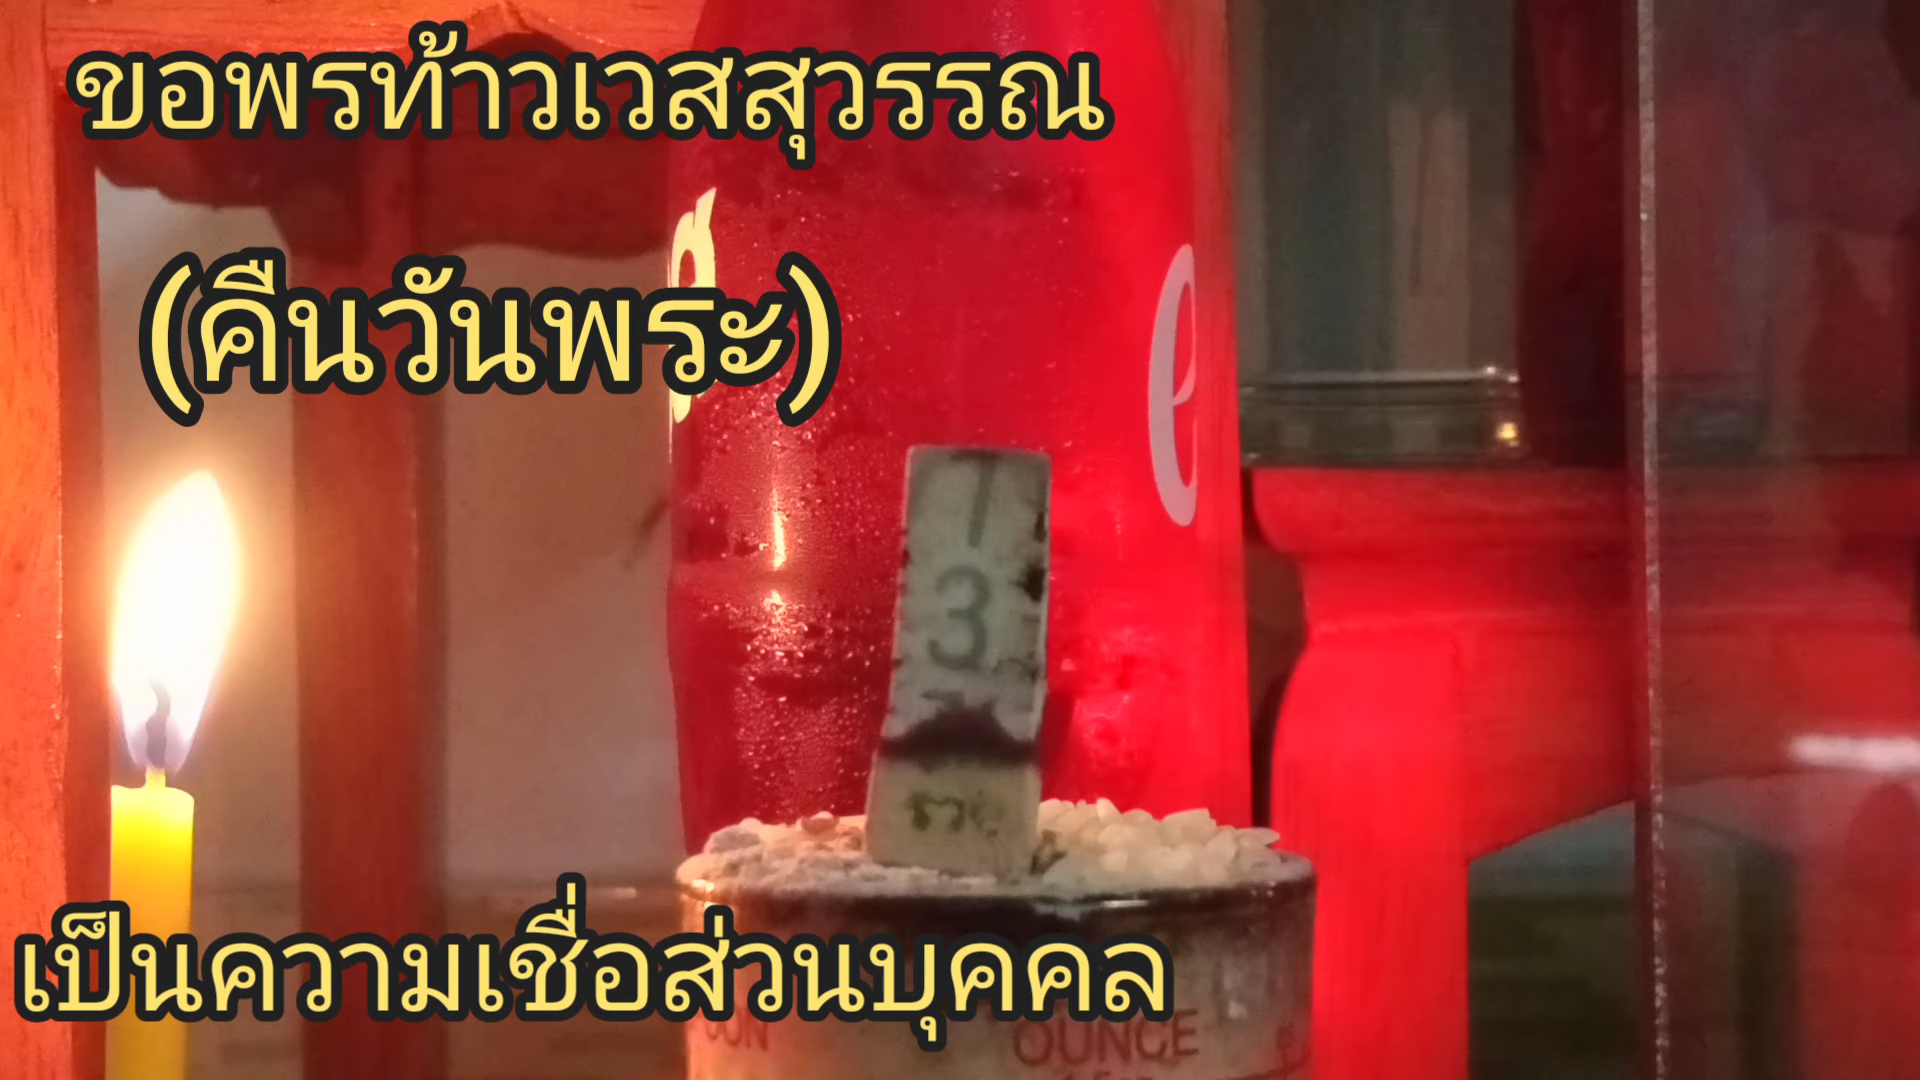 ขอพรท้าวเวสสุวรรณ
(คืนวันพระ)
e
3
เป็นความเชื่อส่วนบุคคล
OUNCE